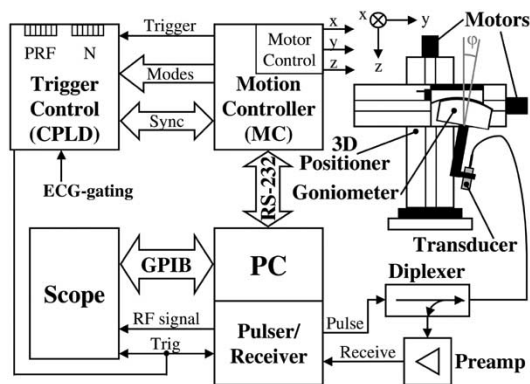 PRF N
Trigger
Control
(CPLD)
Trigger
Modes
Sync
Motor
Control
Motion
Controller
(MC)
x
y
z
x
y
z
Motors
φ
3D
Positioner
Goniometer
Transducer
ECG-gating
RS-232
Scope
GPIB
PC
RF signal
Trig
Pulser/
Receiver
Pulse
Receive
Diplexer
Preamp